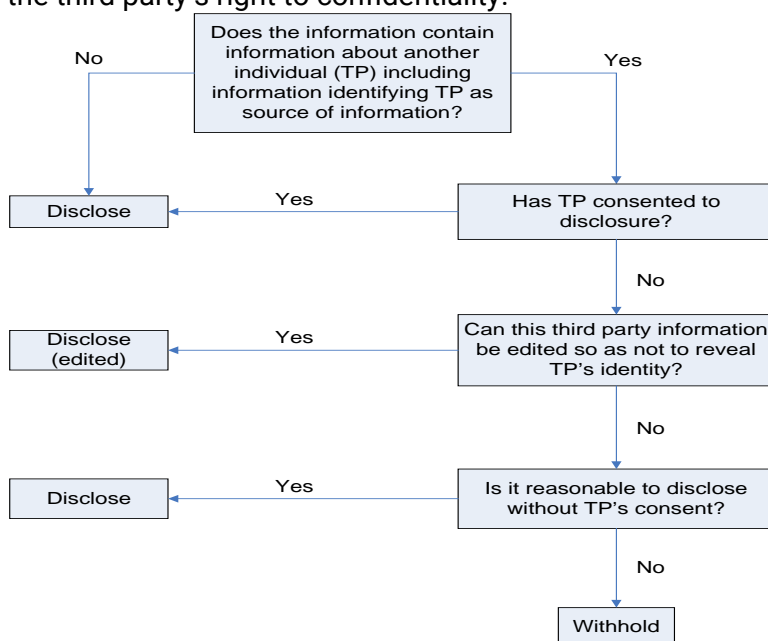 the third party's right to confidentiality.
Does the information contain
information about another
individual (TP) including
information identifying TP as
source of information?
No
Yes
Disclose
Yes
Has TP consented to
disclosure?
No
Disclose
(edited)
Yes
Can this third party information
be edited so as not to reveal
TP's identity?
No
Disclose
Yes
Is it reasonable to disclose
without TP's consent?
No
Withhold